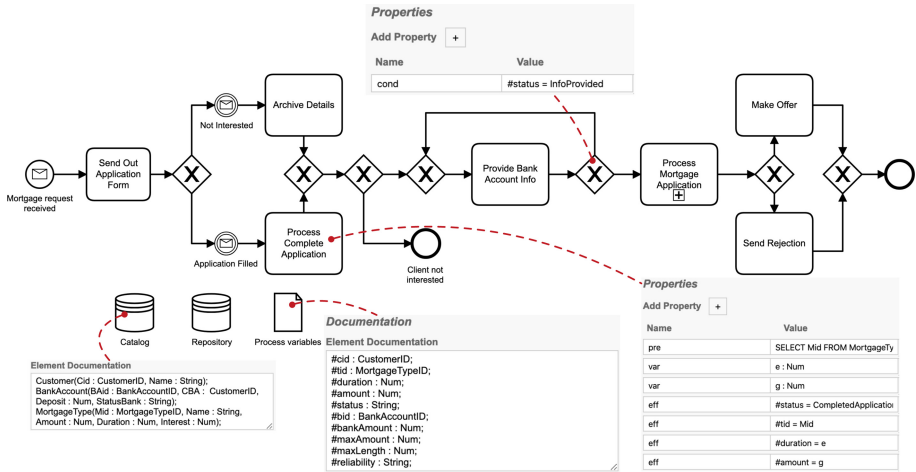 Properties
Add Property +
Name Value
cond #status = InfoProvided
Mortgage request
received
Send Out
Application
Form
X
Not Interested
Application Filled
Archive Details
X
Process
Complete
Application
X
Client not
interested
X
Provide Bank
Account Info
X
Process
Mortgage
Application
+
X
Make Offer
Send Rejection
X
Catalog
Repository
Process variables
Element Documentation
Customer(Cid : CustomerID, Name : String);
BankAccount(BAid : BankAccountID, CBA : CustomerID,
Deposit : Num, StatusBank : String);
MortgageType(Mid : MortgageTypeID, Name : String,
Amount : Num, Duration : Num, Interest : Num);
Documentation
Element Documentation
#cid : CustomerID;
#tid : MortgageTypeID;
#duration : Num;
#amount : Num;
#status : String;
#bid : BankAccountID;
#bankAmount : Num;
#maxAmount : Num;
#maxLength : Num;
#reliability : String;
Properties
Add Property +
Name Value
pre SELECT Mid FROM MortgageTy
var e : Num
var g : Num
eff #status = CompletedApplication
eff #tid = Mid
eff #duration = e
eff #amount = g